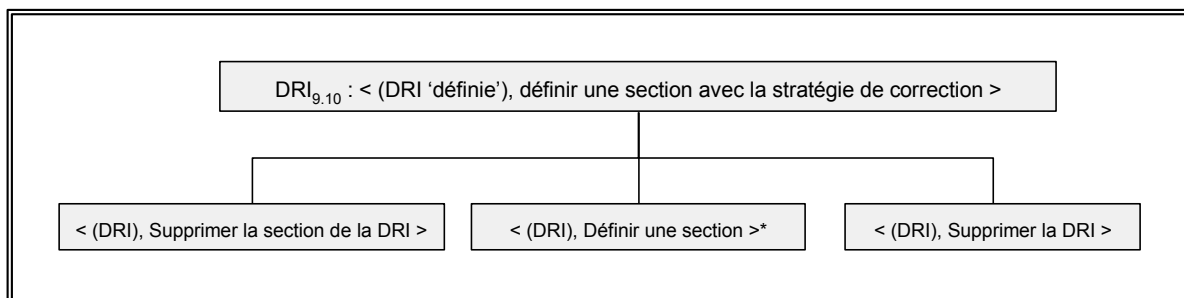 DRI9.10 : < (DRI ‘définie’), définir une section avec la stratégie de correction >
< (DRI), Supprimer la section de la DRI >
< (DRI), Définir une section >*
< (DRI), Supprimer la DRI >